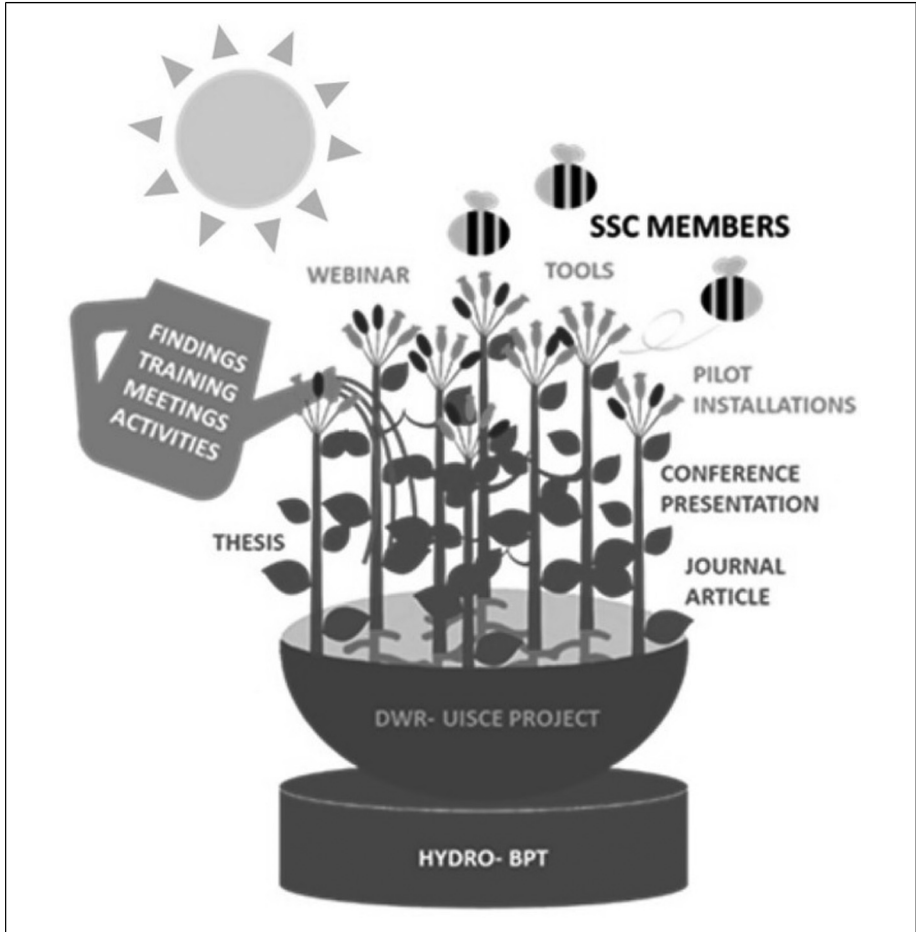 SSC MEMBERS
WEBINAR
TOOLS
FINDINGS
TRAINING
MEETINGS
ACTIVITIES
PILOT
INSTALLATIONS
CONFERENCE
PRESENTATION
THESIS
JOURNAL
ARTICLE
DWR- UISCE PROJECT
HYDRO- BPT